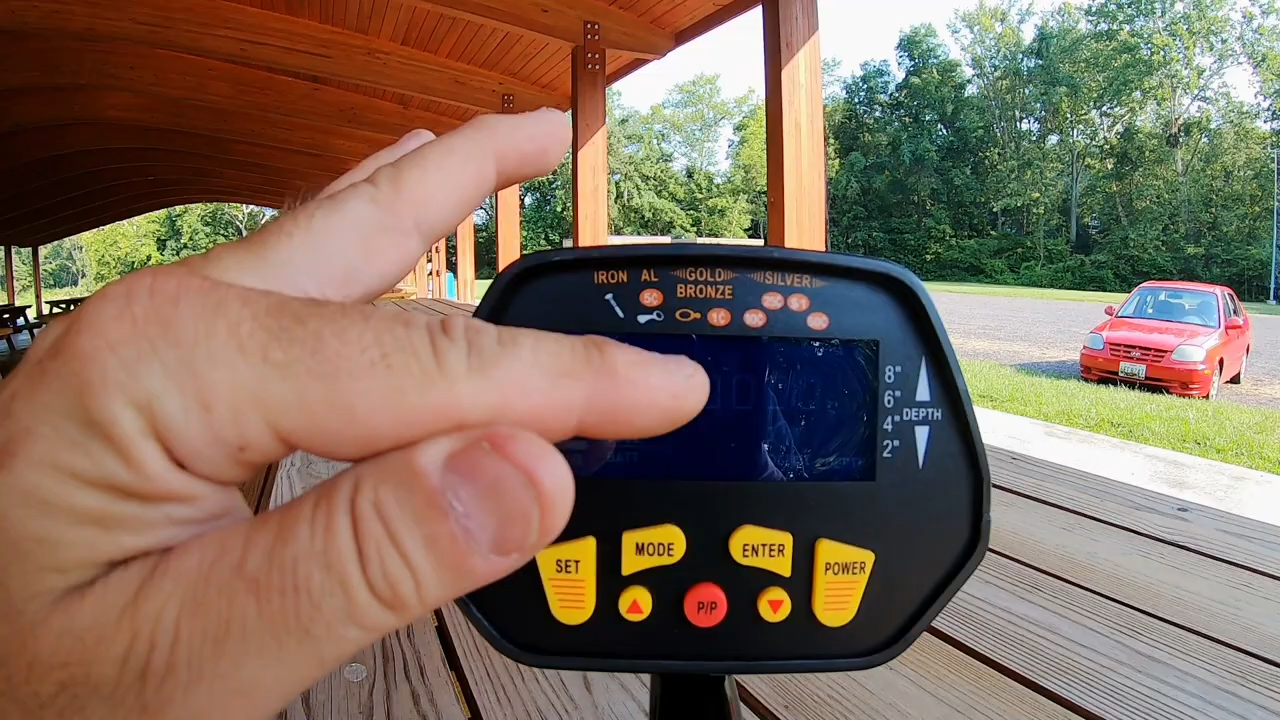 IRON AL GOLD SILVER
BRONZE
5¢ 25¢ $1
1¢ 10¢ 50¢
8"
6"
4" DEPTH
2"
BATT
MODE ENTER
SET POWER
P/P